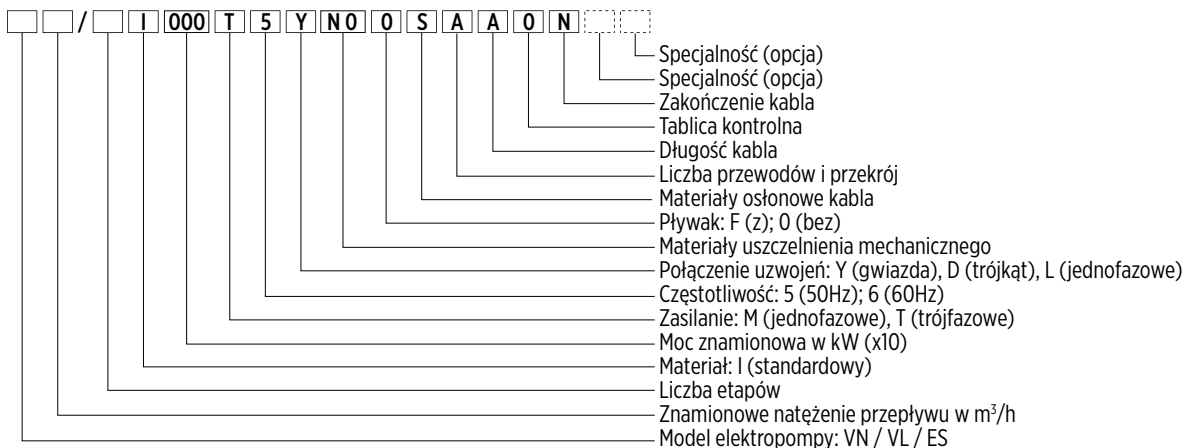 / I 000 T 5 Y N0 0 S A A 0 N
Specjalność (opcja)
Specjalność (opcja)
Zakończenie kabla
Tablica kontrolna
Długość kabla
Liczba przewodów i przekrój
Materiały osłonowe kabla
Pływak: F (z); 0 (bez)
Materiały uszczelnienia mechanicznego
Połączenie uzwojeń: Y (gwiazda), D (trójkąt), L (jednofazowe)
Częstotliwość: 5 (50Hz); 6 (60Hz)
Zasilanie: M (jednofazowe), T (trójfazowe)
Moc znamionowa w kW (x10)
Materiał: I (standardowy)
Liczba etapów
Znamionowe natężenie przepływu w m³/h
Model elektropompy: VN / VL / ES